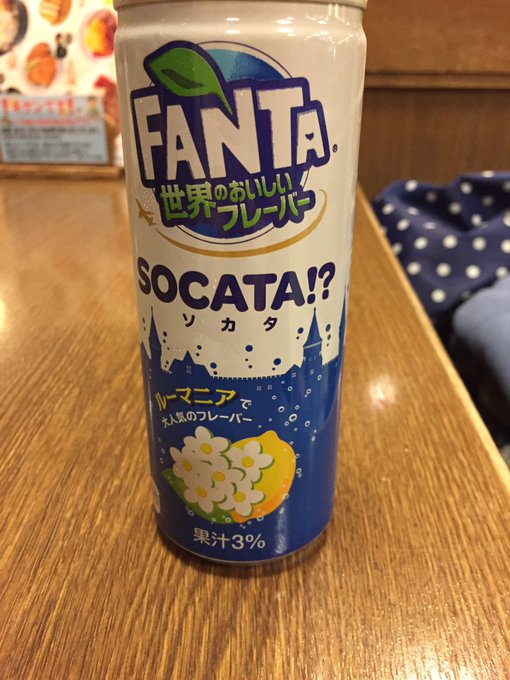 FANTA
世界のおいしい
フレーバー
SOCATA!?
ソカタ
ルーマニアで
大人気のフレーバー
果汁3%